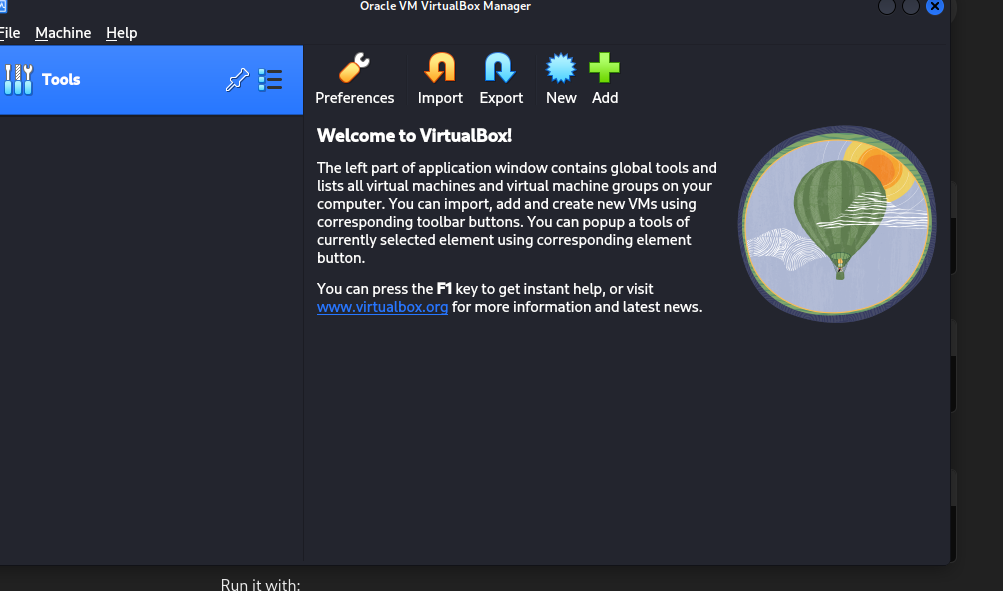 Oracle VM VirtualBox Manager
File Machine Help
Tools
Preferences Import Export New Add
Welcome to VirtualBox!
The left part of application window contains global tools and
lists all virtual machines and virtual machine groups on your
computer. You can import, add and create new VMs using
corresponding toolbar buttons. You can popup a tools of
currently selected element using corresponding element
button.
You can press the F1 key to get instant help, or visit
www.virtualbox.org for more information and latest news.
Run it with: